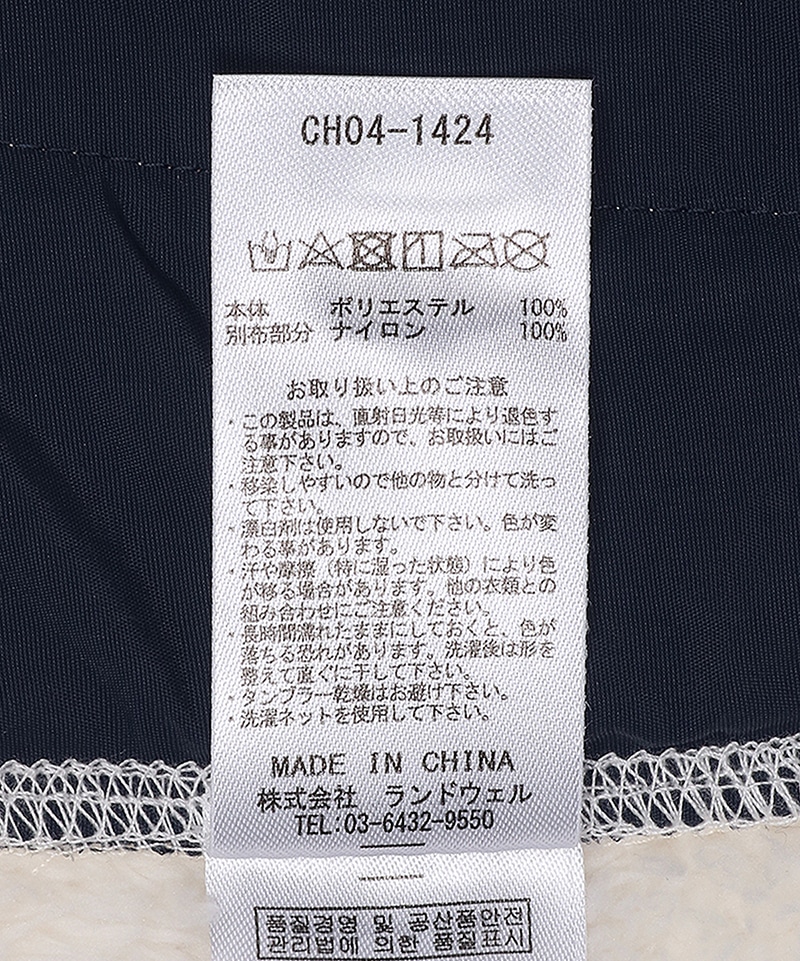 CH04-1424
本体 ポリエステル 100%
別布部分 ナイロン 100%
お取り扱い上のご注意
・この製品は、直射日光等により退色す
る事がありますので、お取扱いにはご
注意下さい。
・移染しやすいので他の物と分けて洗っ
て下さい。
・漂白剤は使用しないで下さい。色が変
わる事があります。
・汗や摩擦（特に湿った状態）により色
が移る場合があります。他の衣類との
組み合わせにご注意ください。
・長時間濡れたままにしておくと、色が
落ちる恐れがあります。洗濯後は形を
整えて直ぐに干して下さい。
・タンブラー乾燥はお避け下さい。
・洗濯ネットを使用して下さい。
MADE IN CHINA
株式会社 ランドウェル
TEL:03-6432-9550
품질경영 및 공산품안전
관리법에 의한 품질표시